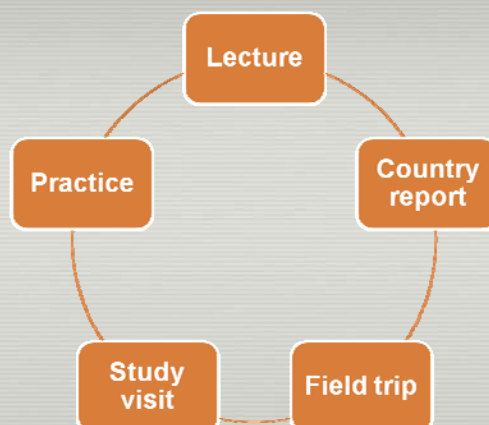 Lecture
Country
report
Field trip
Study
visit
Practice